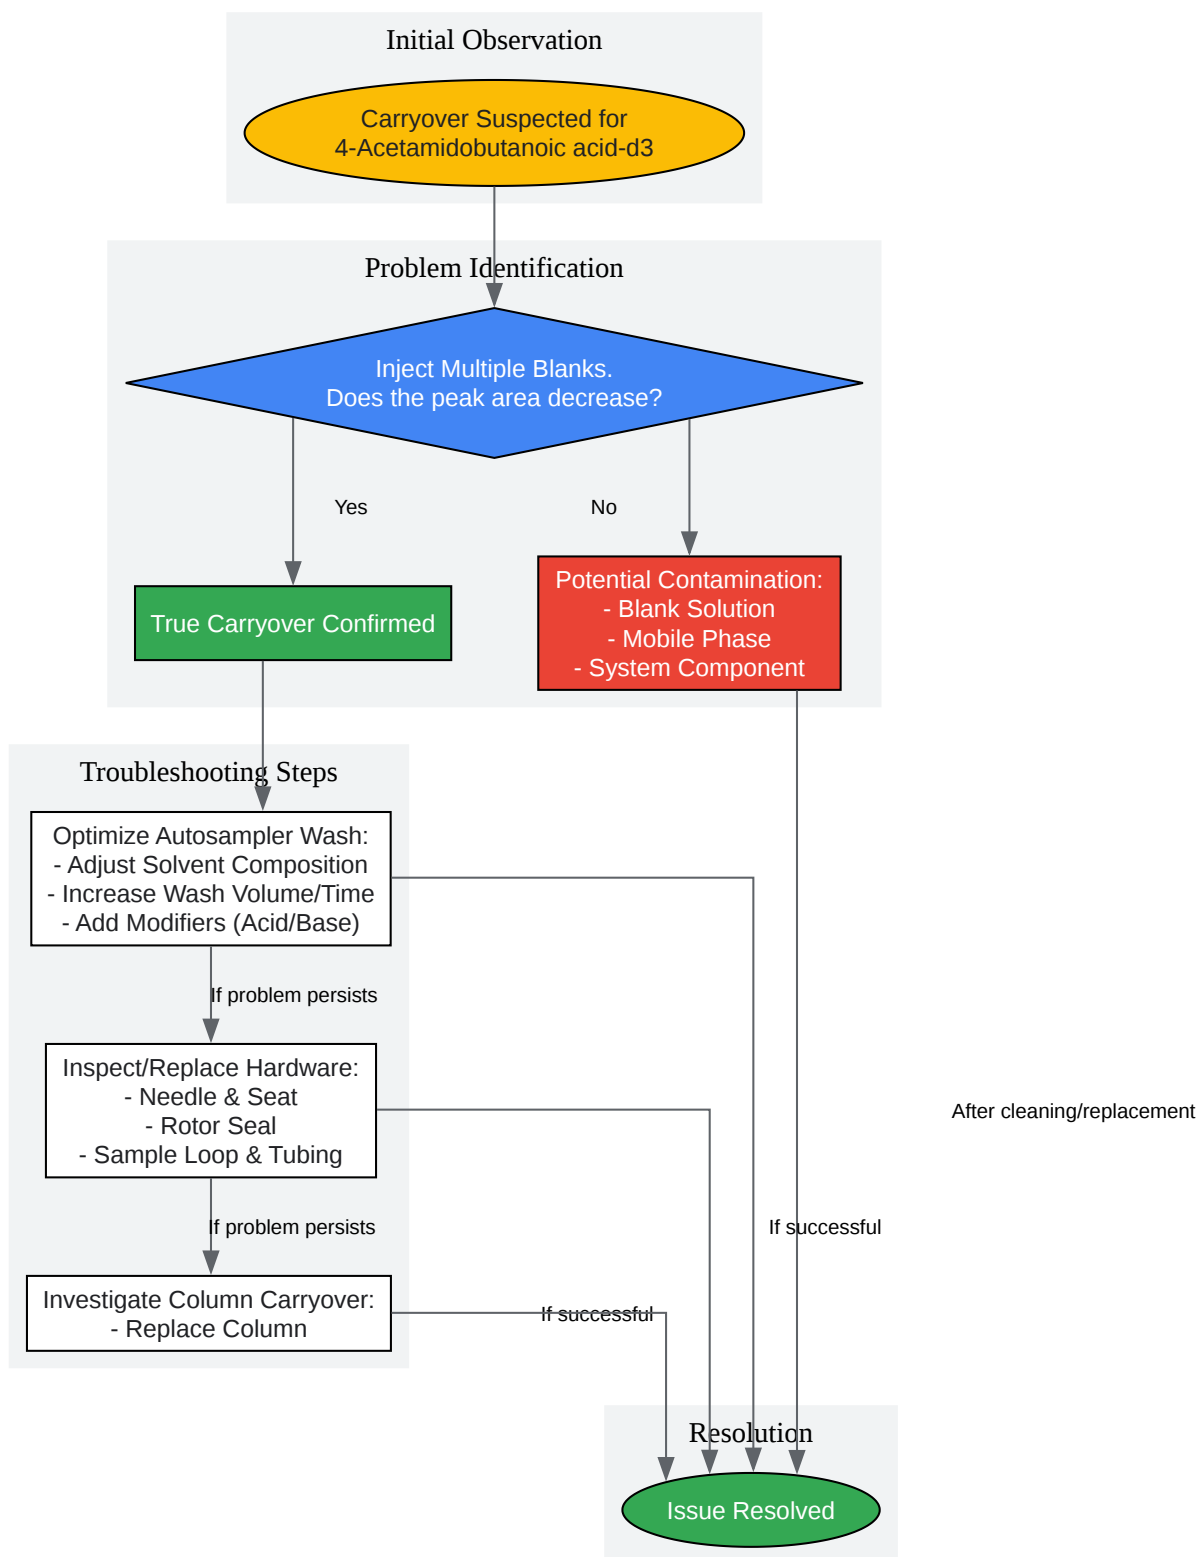 Initial Observation
Carryover Suspected for
4-Acetamidobutanoic acid-d3
Problem Identification
Inject Multiple Blanks.
Does the peak area decrease?
Yes
No
True Carryover Confirmed
Potential Contamination:
- Blank Solution
- Mobile Phase
- System Component
Troubleshooting Steps
Optimize Autosampler Wash:
- Adjust Solvent Composition
- Increase Wash Volume/Time
- Add Modifiers (Acid/Base)
If problem persists
Inspect/Replace Hardware:
- Needle & Seat
- Rotor Seal
- Sample Loop & Tubing
After cleaning/replacement
If problem persists
If successful
Investigate Column Carryover:
- Replace Column
If successful
Resolution
Issue Resolved